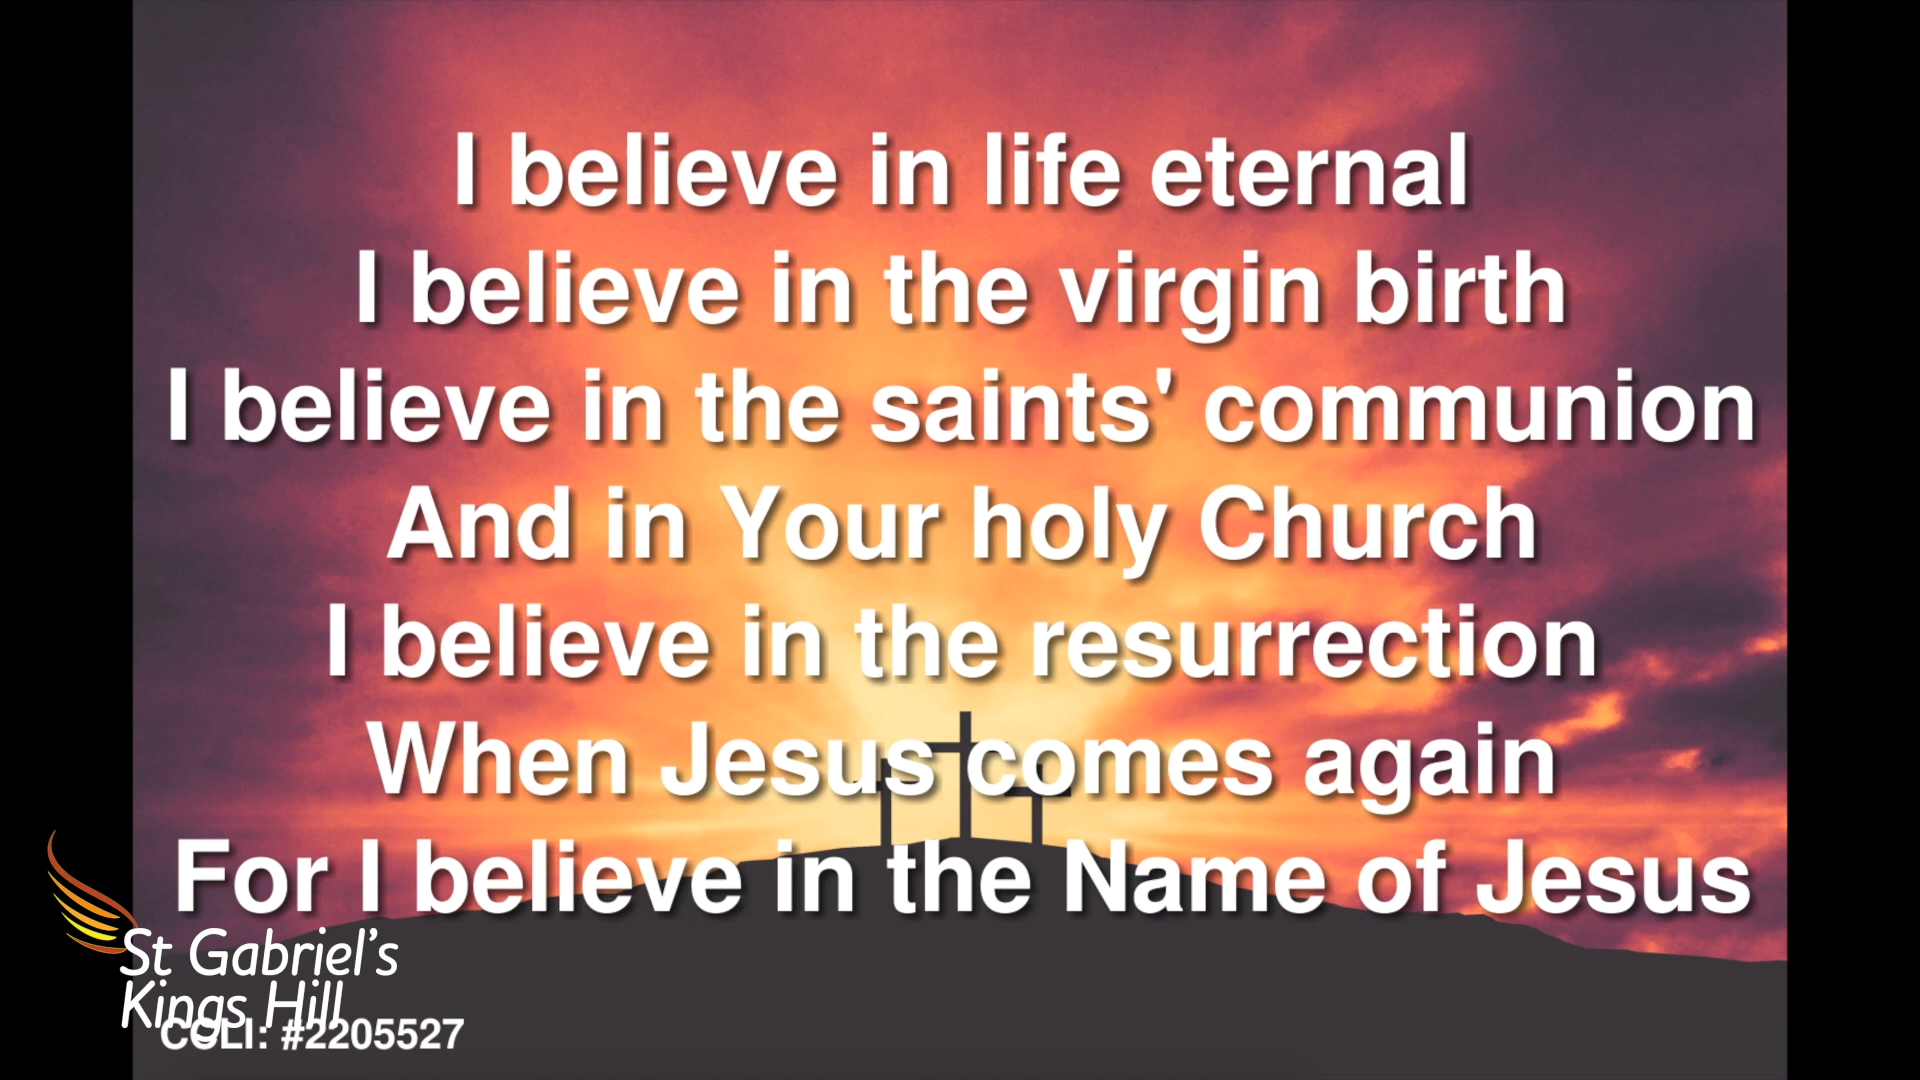 I believe in life eternal
I believe in the virgin birth
I believe in the saints' communion
And in Your holy Church
I believe in the resurrection
When Jesus comes again
For I believe in the Name of Jesus
St Gabriel’s
Kings Hill
CCLI: #2205527